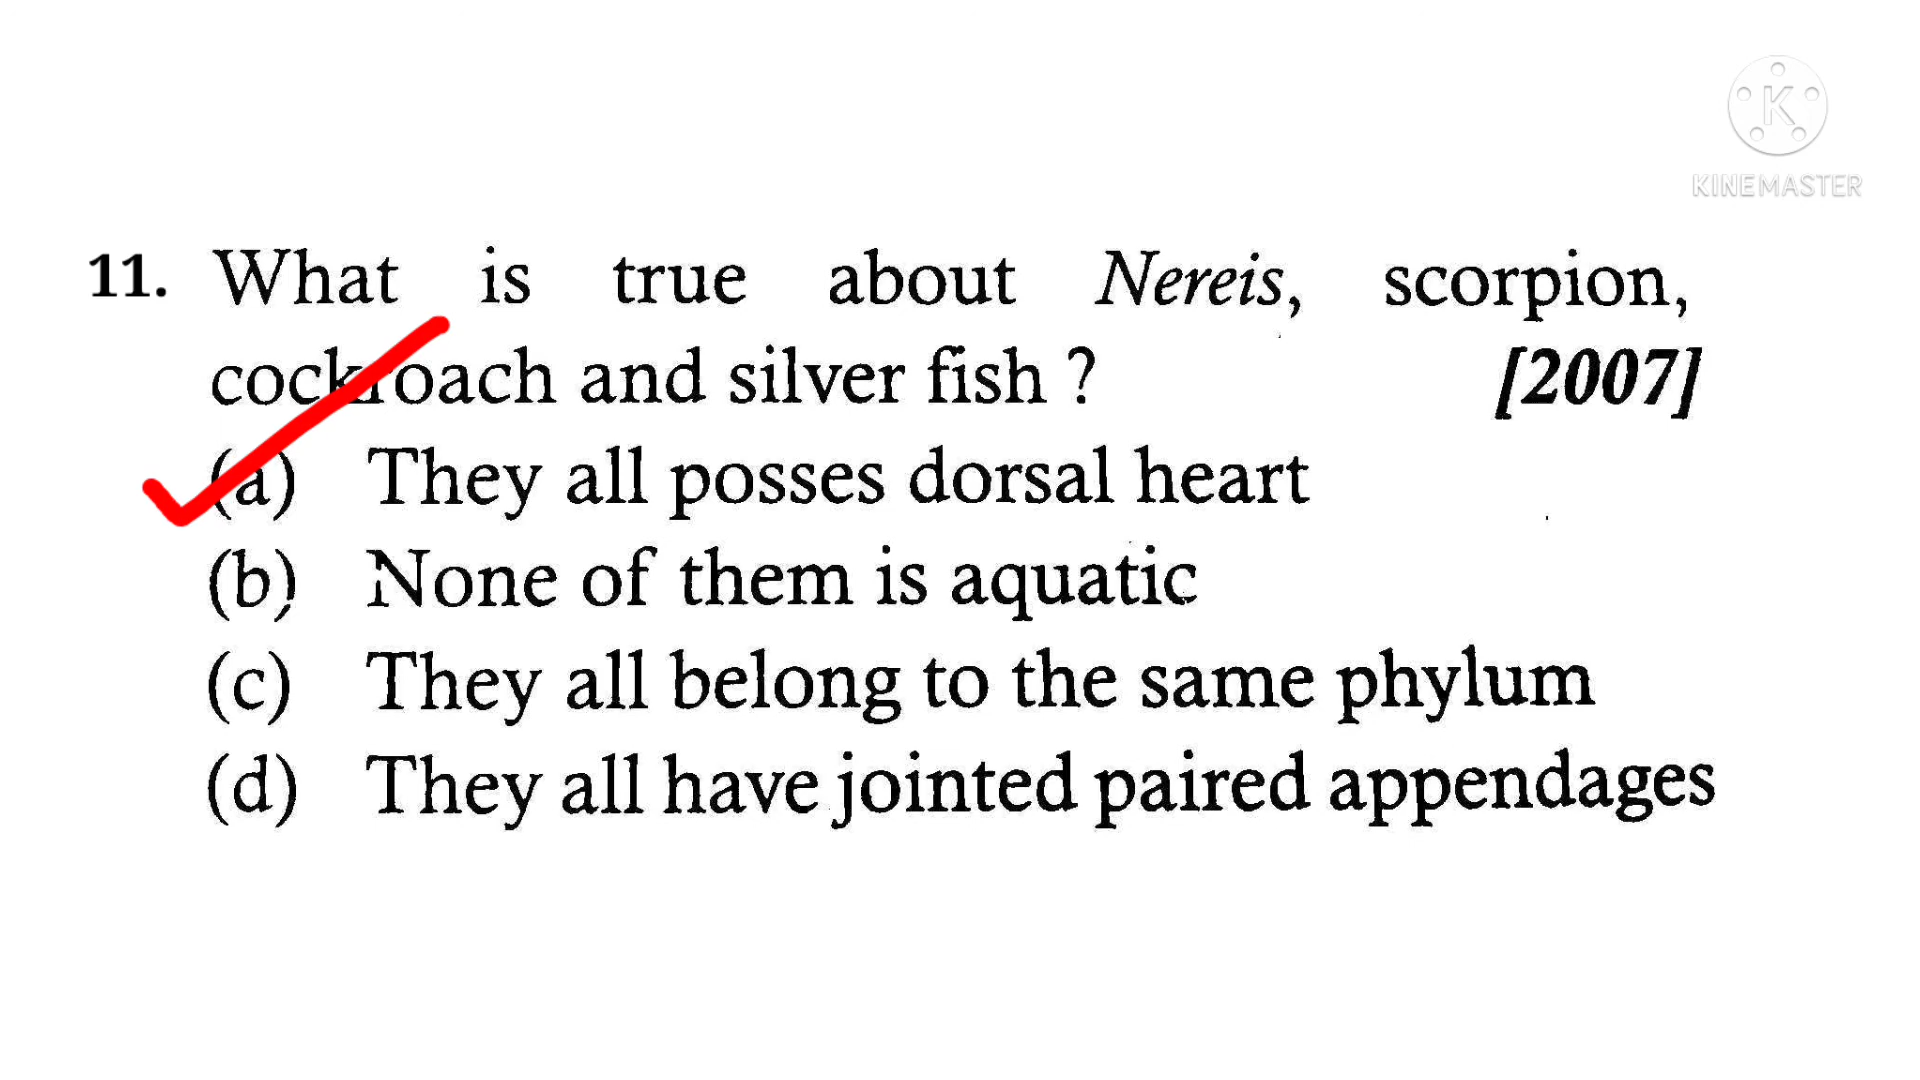 K
KINEMASTER
11. What is true about Nereis, scorpion,
cockroach and silver fish ? [2007]
(a) They all posses dorsal heart
(b) None of them is aquatic
(c) They all belong to the same phylum
(d) They all have jointed paired appendages